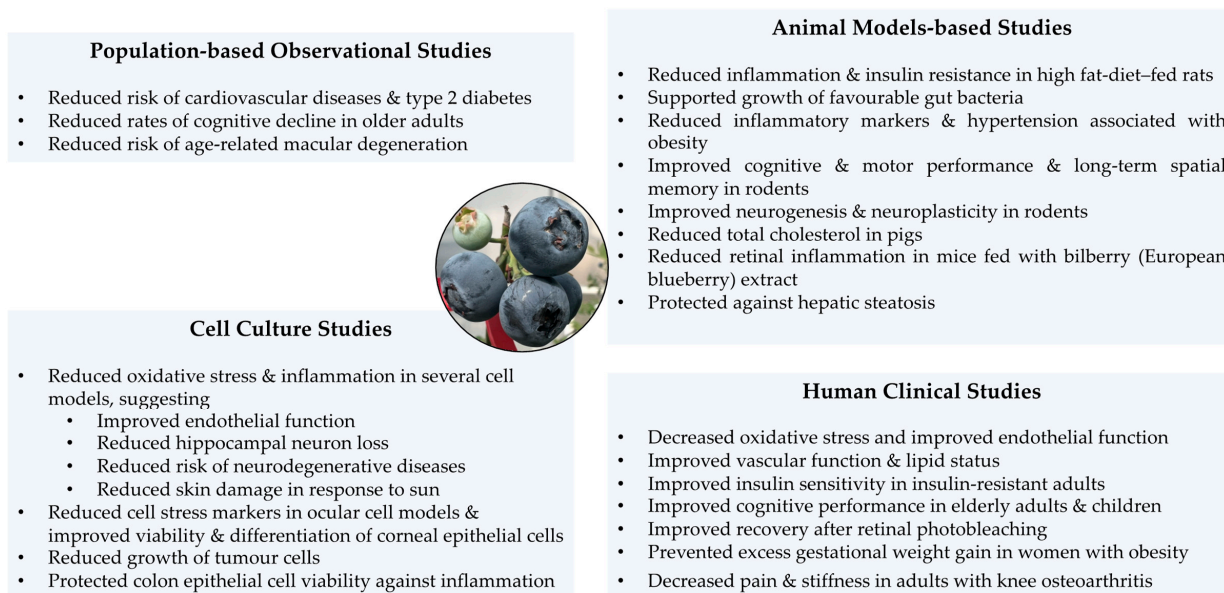 Population-based Observational Studies
• Reduced risk of cardiovascular diseases & type 2 diabetes
• Reduced rates of cognitive decline in older adults
• Reduced risk of age-related macular degeneration
Animal Models-based Studies
• Reduced inflammation & insulin resistance in high fat-diet–fed rats
• Supported growth of favourable gut bacteria
• Reduced inflammatory markers & hypertension associated with
obesity
• Improved cognitive & motor performance & long-term spatial
memory in rodents
• Improved neurogenesis & neuroplasticity in rodents
• Reduced total cholesterol in pigs
• Reduced retinal inflammation in mice fed with bilberry (European
blueberry) extract
• Protected against hepatic steatosis
Cell Culture Studies
• Reduced oxidative stress & inflammation in several cell
models, suggesting
• Improved endothelial function
• Reduced hippocampal neuron loss
• Reduced risk of neurodegenerative diseases
• Reduced skin damage in response to sun
• Reduced cell stress markers in ocular cell models &
improved viability & differentiation of corneal epithelial cells
• Reduced growth of tumour cells
• Protected colon epithelial cell viability against inflammation
Human Clinical Studies
• Decreased oxidative stress and improved endothelial function
• Improved vascular function & lipid status
• Improved insulin sensitivity in insulin-resistant adults
• Improved cognitive performance in elderly adults & children
• Improved recovery after retinal photobleaching
• Prevented excess gestational weight gain in women with obesity
• Decreased pain & stiffness in adults with knee osteoarthritis